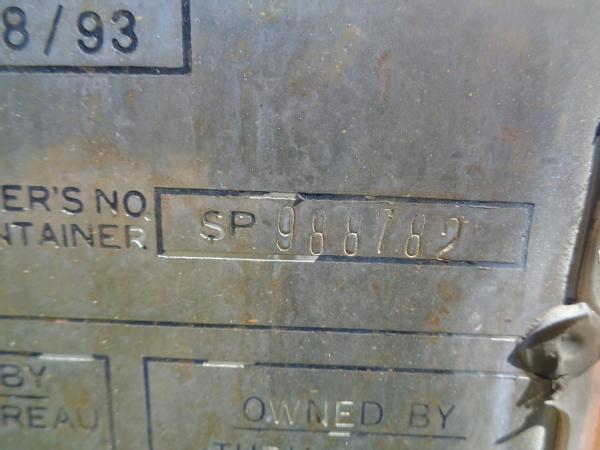 8/93
ER'S NO.
NTAINER
SP 988782
BY
REAU
OWNED BY